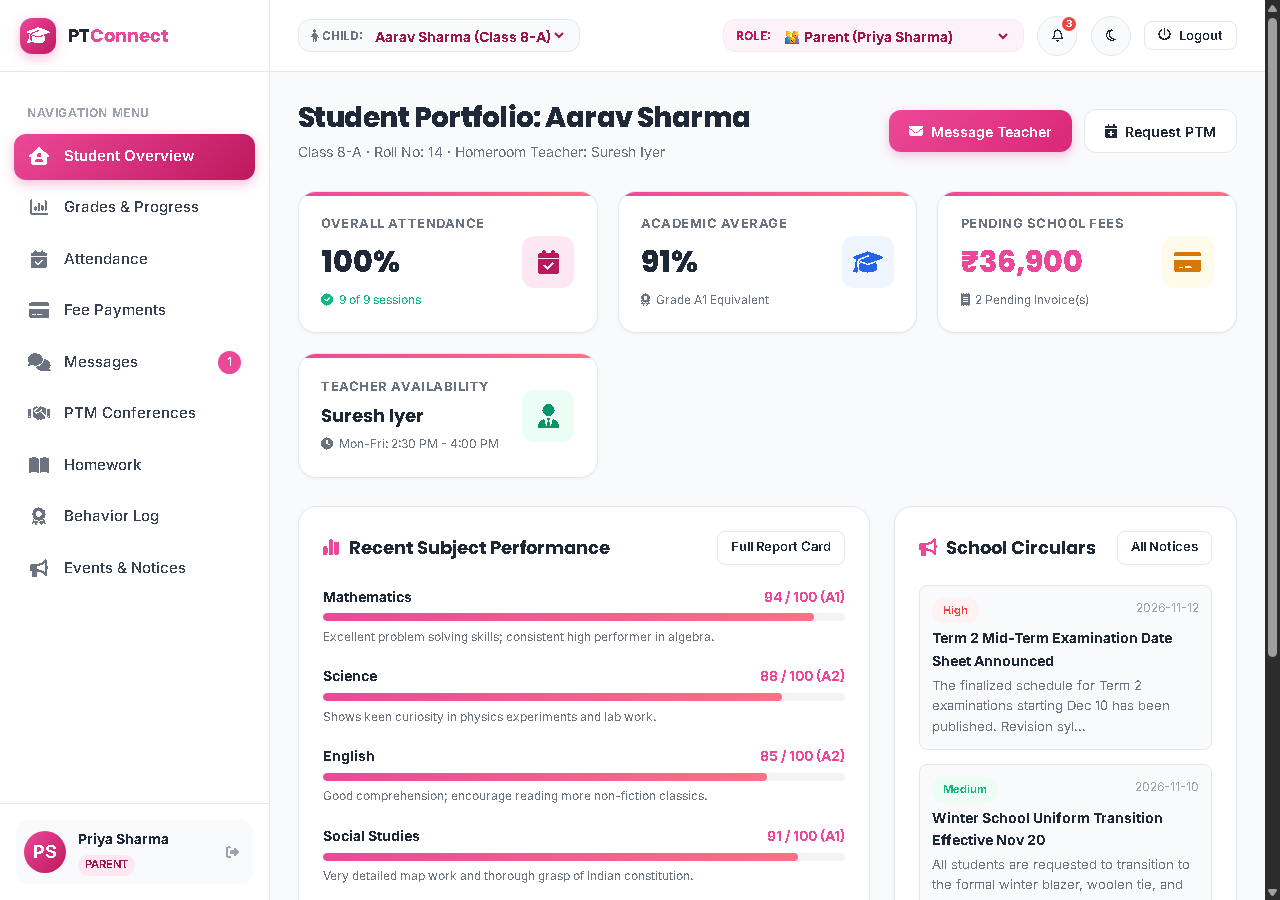 PTConnect
CHILD: Aarav Sharma (Class 8-A)
ROLE: Parent (Priya Sharma)
3
Logout
NAVIGATION MENU
Student Overview
Grades & Progress
Attendance
Fee Payments
Messages
1
PTM Conferences
Homework
Behavior Log
Events & Notices
PS
Priya Sharma
PARENT
Student Portfolio: Aarav Sharma
Class 8-A · Roll No: 14 · Homeroom Teacher: Suresh Iyer
Message Teacher
Request PTM
OVERALL ATTENDANCE
100%
9 of 9 sessions
ACADEMIC AVERAGE
91%
Grade A1 Equivalent
PENDING SCHOOL FEES
₹36,900
2 Pending Invoice(s)
TEACHER AVAILABILITY
Suresh Iyer
Mon-Fri: 2:30 PM - 4:00 PM
Recent Subject Performance
Full Report Card
Mathematics
94 / 100 (A1)
Excellent problem solving skills; consistent high performer in algebra.
Science
88 / 100 (A2)
Shows keen curiosity in physics experiments and lab work.
English
85 / 100 (A2)
Good comprehension; encourage reading more non-fiction classics.
Social Studies
91 / 100 (A1)
Very detailed map work and thorough grasp of Indian constitution.
School Circulars
All Notices
High
2026-11-12
Term 2 Mid-Term Examination Date
Sheet Announced
The finalized schedule for Term 2
examinations starting Dec 10 has been
published. Revision syl...
Medium
2026-11-10
Winter School Uniform Transition
Effective Nov 20
All students are requested to transition to
the formal winter blazer, woolen tie, and